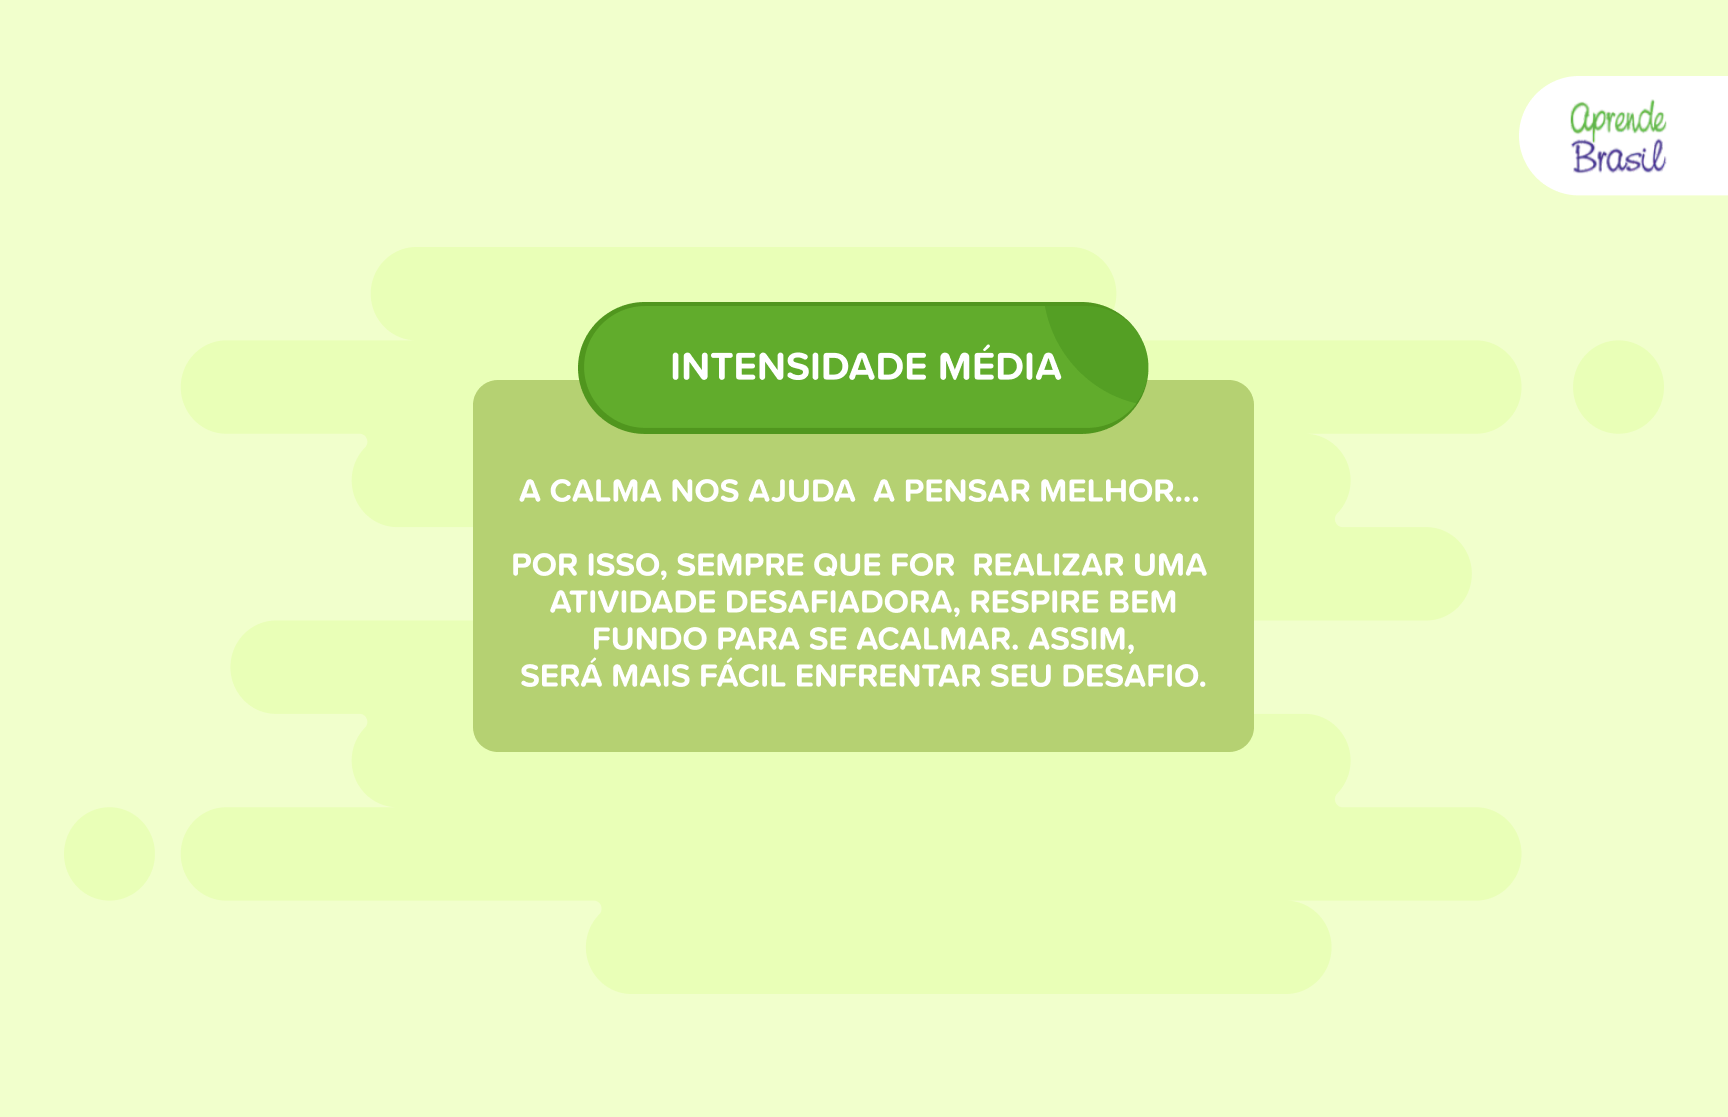 aprende
Brasil
INTENSIDADE MÉDIA
A CALMA NOS AJUDA  A PENSAR MELHOR...
POR ISSO, SEMPRE QUE FOR  REALIZAR UMA
ATIVIDADE DESAFIADORA, RESPIRE BEM
FUNDO PARA SE ACALMAR. ASSIM,
SERÁ MAIS FÁCIL ENFRENTAR SEU DESAFIO.